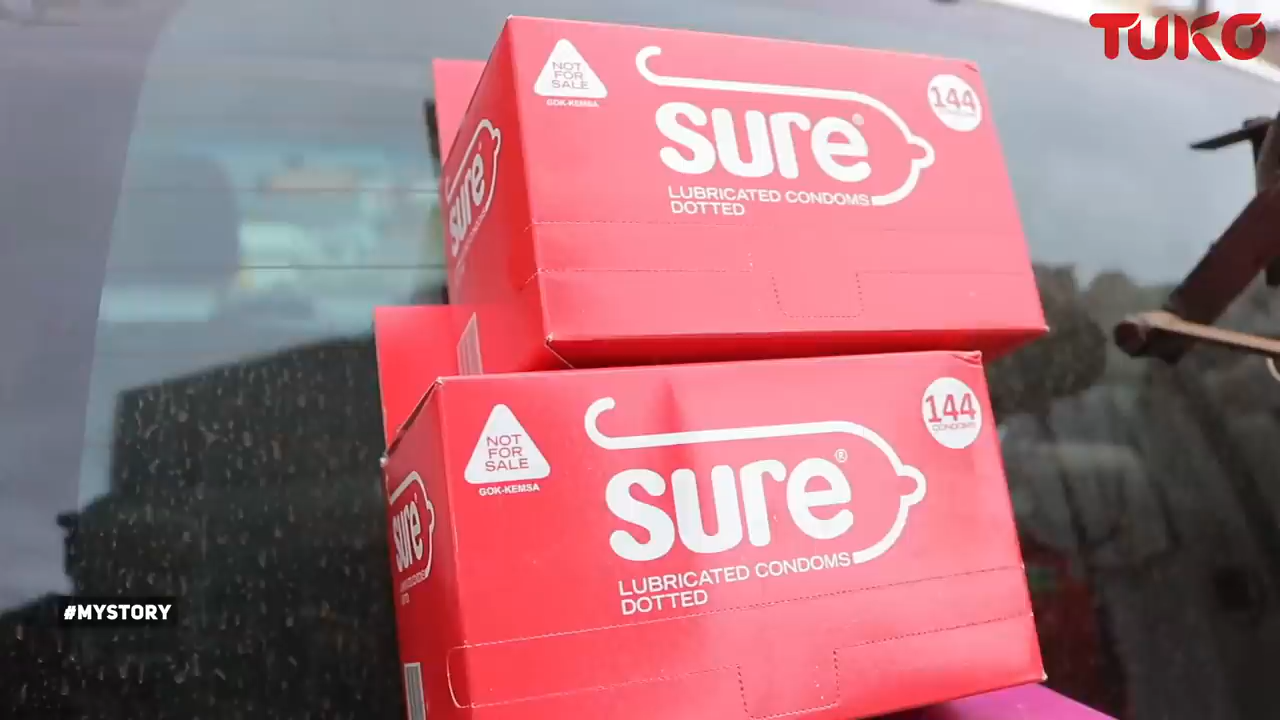 TUKO
NOT
FOR
SALE
GOK-KEMSA
sure®
LUBRICATED CONDOMS
DOTTED
144
CONDOMS
sure
NOT
FOR
SALE
GOK-KEMSA
sure®
LUBRICATED CONDOMS
DOTTED
144
CONDOMS
sure
#MYSTORY